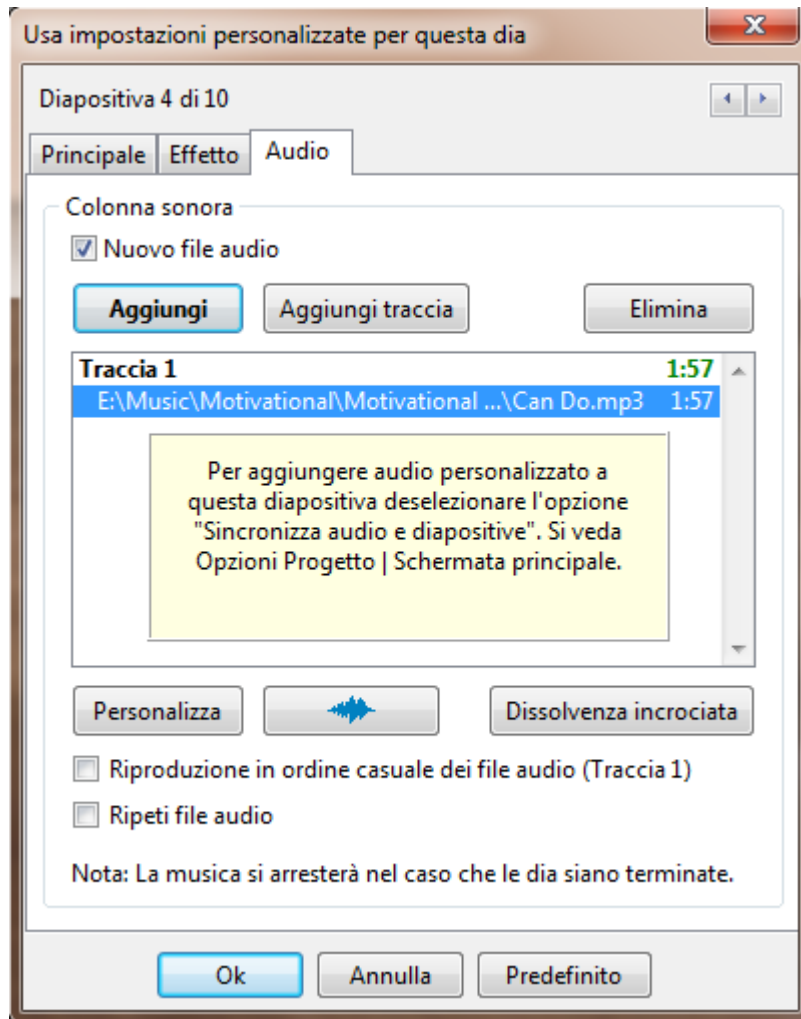 Usa impostazioni personalizzate per questa dia
Diapositiva 4 di 10
Principale Effetto Audio
Colonna sonora
Nuovo file audio
Aggiungi Aggiungi traccia Elimina
Traccia 1 1:57
E:\Music\Motivational\Motivational ...\Can Do.mp3 1:57
Per aggiungere audio personalizzato a
questa diapositiva deselezionare l'opzione
"Sincronizza audio e diapositive". Si veda
Opzioni Progetto | Schermata principale.
Personalizza Dissolvenza incrociata
Riproduzione in ordine casuale dei file audio (Traccia 1)
Ripeti file audio
Nota: La musica si arresterà nel caso che le dia siano terminate.
Ok Annulla Predefinito